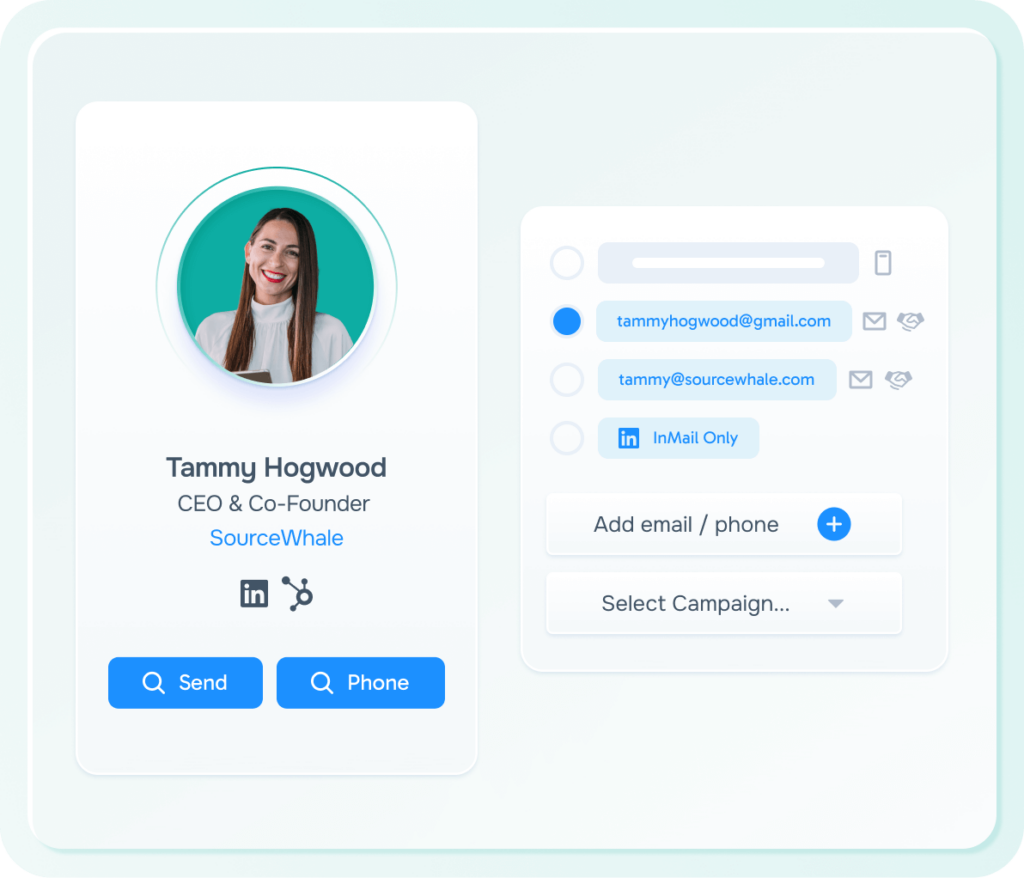 Tammy Hogwood
CEO & Co-Founder
SourceWhale
in
Send
Phone
tammyhogwood@gmail.com
tammy@sourcewhale.com
in InMail Only
Add email / phone
Select Campaign...